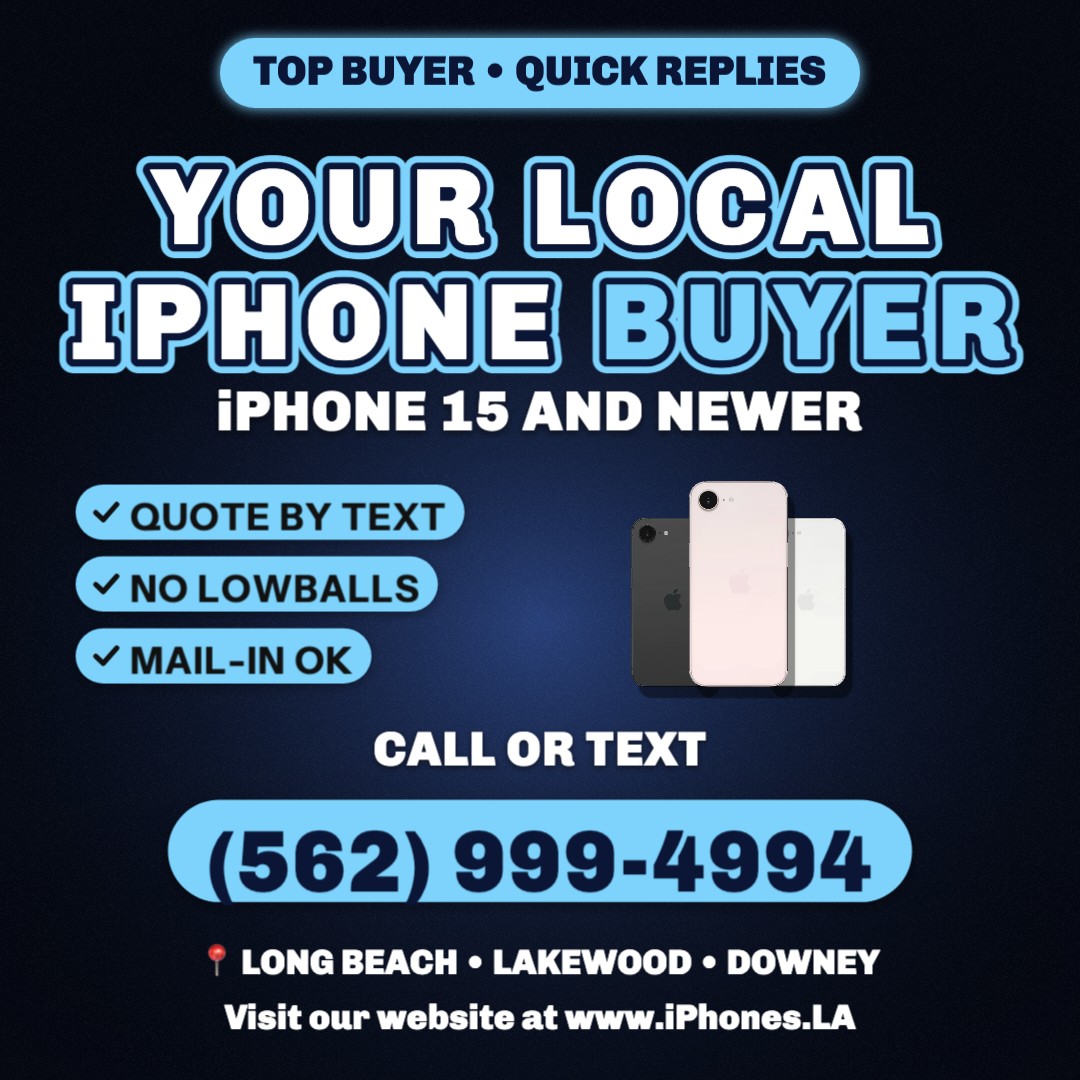 TOP BUYER • QUICK REPLIES
YOUR LOCAL
IPHONE BUYER
iPHONE 15 AND NEWER
✓ QUOTE BY TEXT
✓ NO LOWBALLS
✓ MAIL-IN OK
CALL OR TEXT
(562) 999-4994
📍 LONG BEACH • LAKEWOOD • DOWNEY
Visit our website at www.iPhones.LA